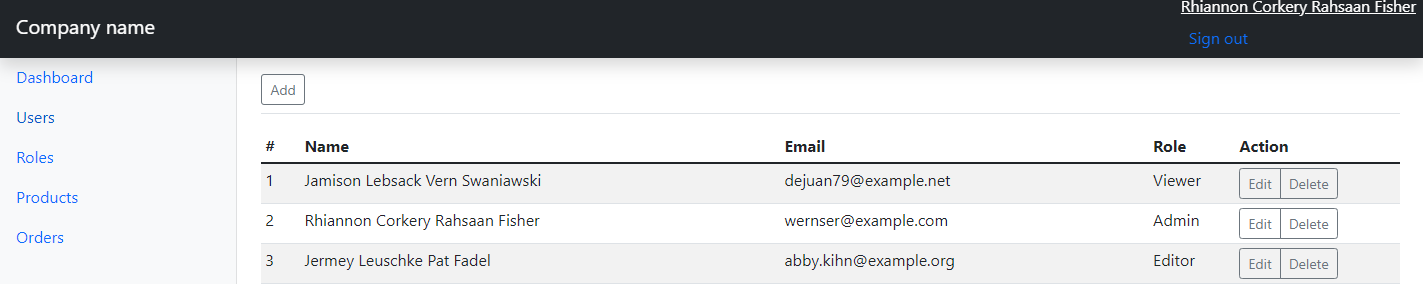 Rhiannon Corkery Rahsaan Fisher
Company name
Sign out
Dashboard
Users
Roles
Products
Orders
Add
# Name Email Role Action
1 Jamison Lebsack Vern Swaniawski dejuan79@example.net Viewer Edit Delete
2 Rhiannon Corkery Rahsaan Fisher wernser@example.com Admin Edit Delete
3 Jermey Leuschke Pat Fadel abby.kihn@example.org Editor Edit Delete